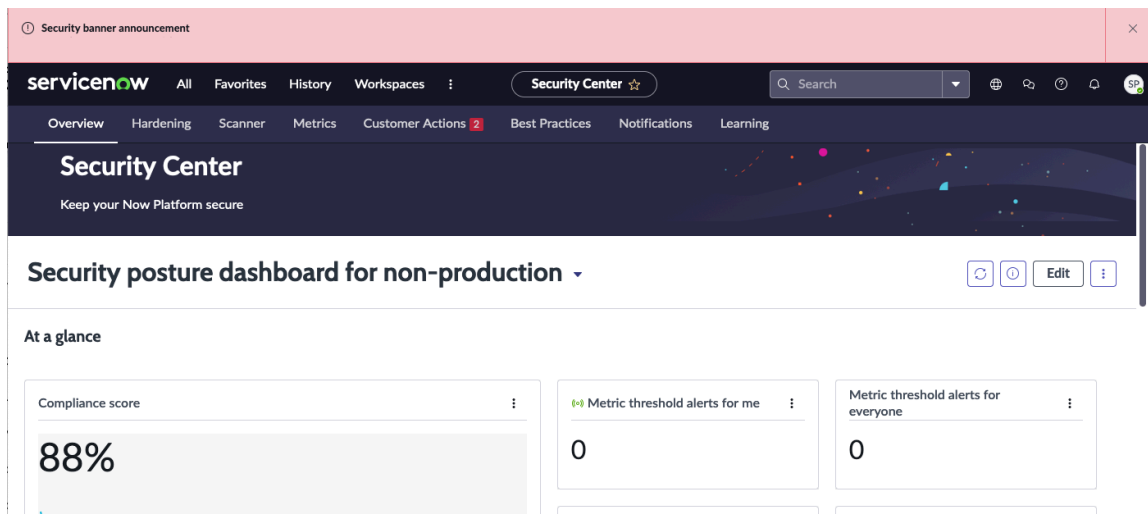 Security banner announcement
servicenow All Favorites History Workspaces Security Center Search SP
Overview Hardening Scanner Metrics Customer Actions 2 Best Practices Notifications Learning
Security Center
Keep your Now Platform secure
Security posture dashboard for non-production Edit
At a glance
Compliance score
88%
Metric threshold alerts for me
0
Metric threshold alerts for
everyone
0